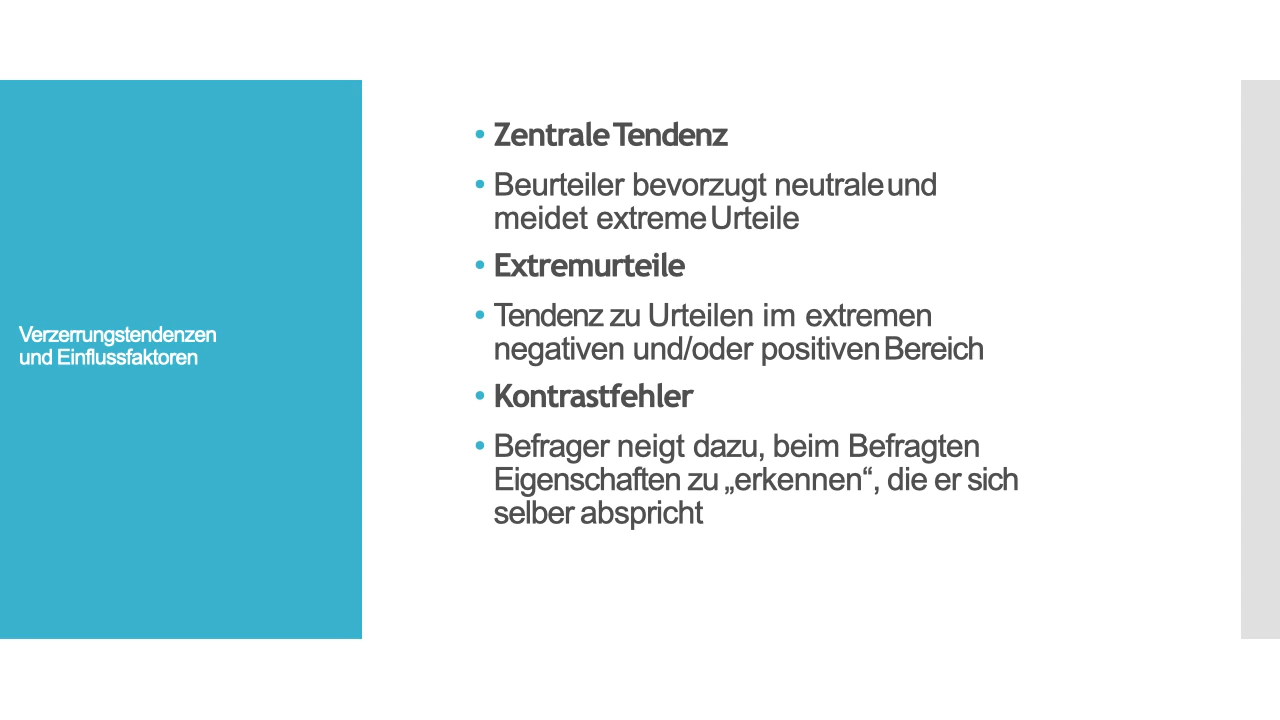 Verzerrungstendenzen
und Einflussfaktoren
• Zentrale Tendenz
• Beurteiler bevorzugt neutrale und
meidet extreme Urteile
• Extremurteile
• Tendenz zu Urteilen im extremen
negativen und/oder positiven Bereich
• Kontrastfehler
• Befrager neigt dazu, beim Befragten
Eigenschaften zu „erkennen“, die er sich
selber abspricht